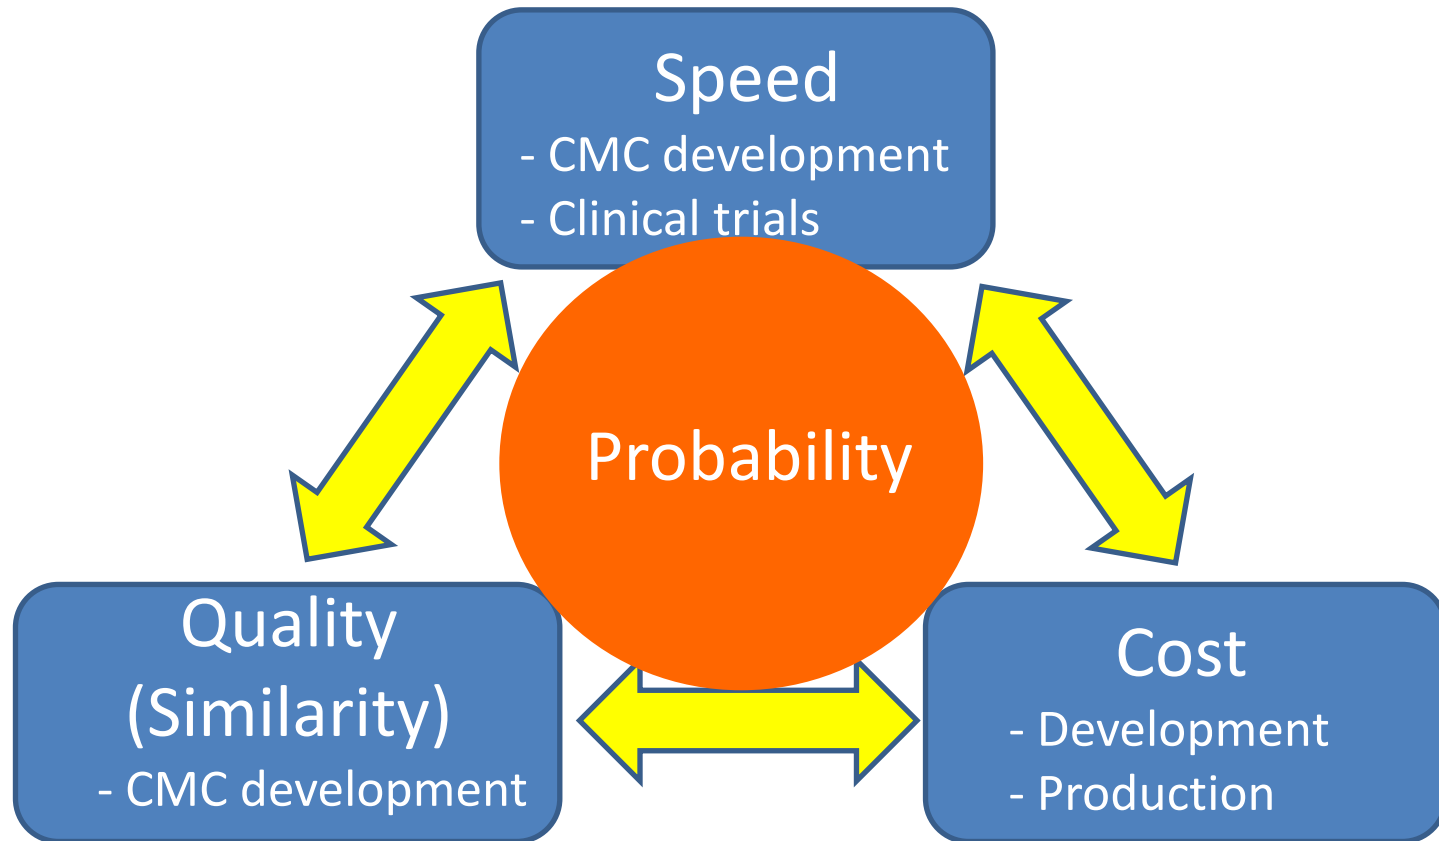 Speed
- CMC development
- Clinical trials
Probability
Quality
(Similarity)
- CMC development
Cost
- Development
- Production